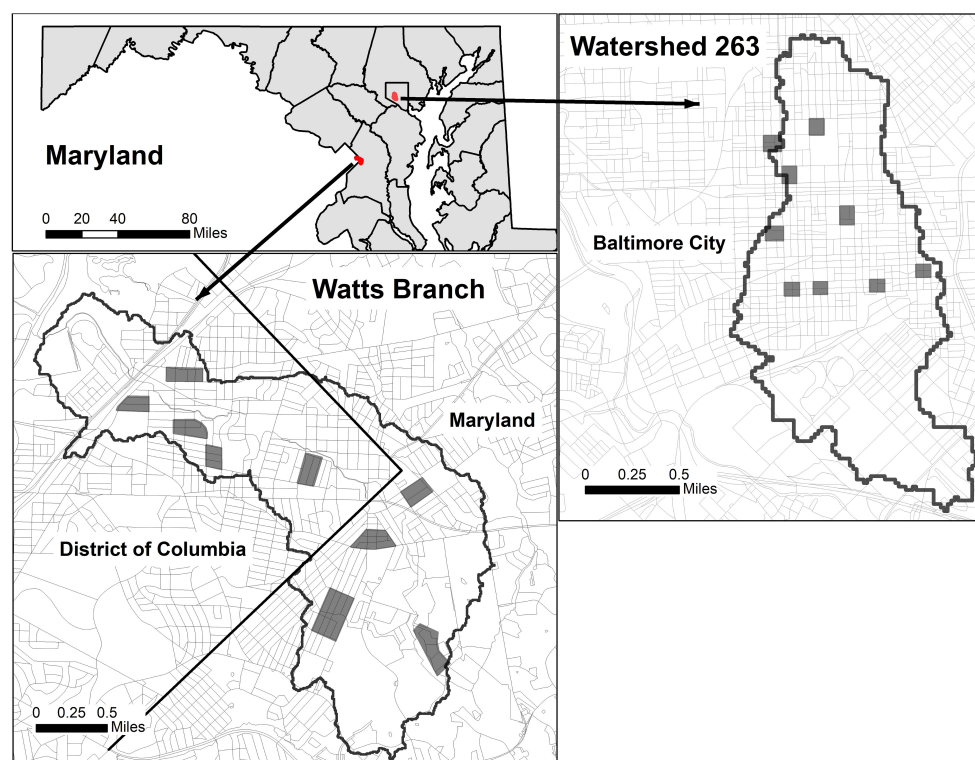 Maryland
0 20 40 80
Miles
Watershed 263
Baltimore City
0 0.25 0.5
Miles
Watts Branch
Maryland
District of Columbia
0 0.25 0.5
Miles